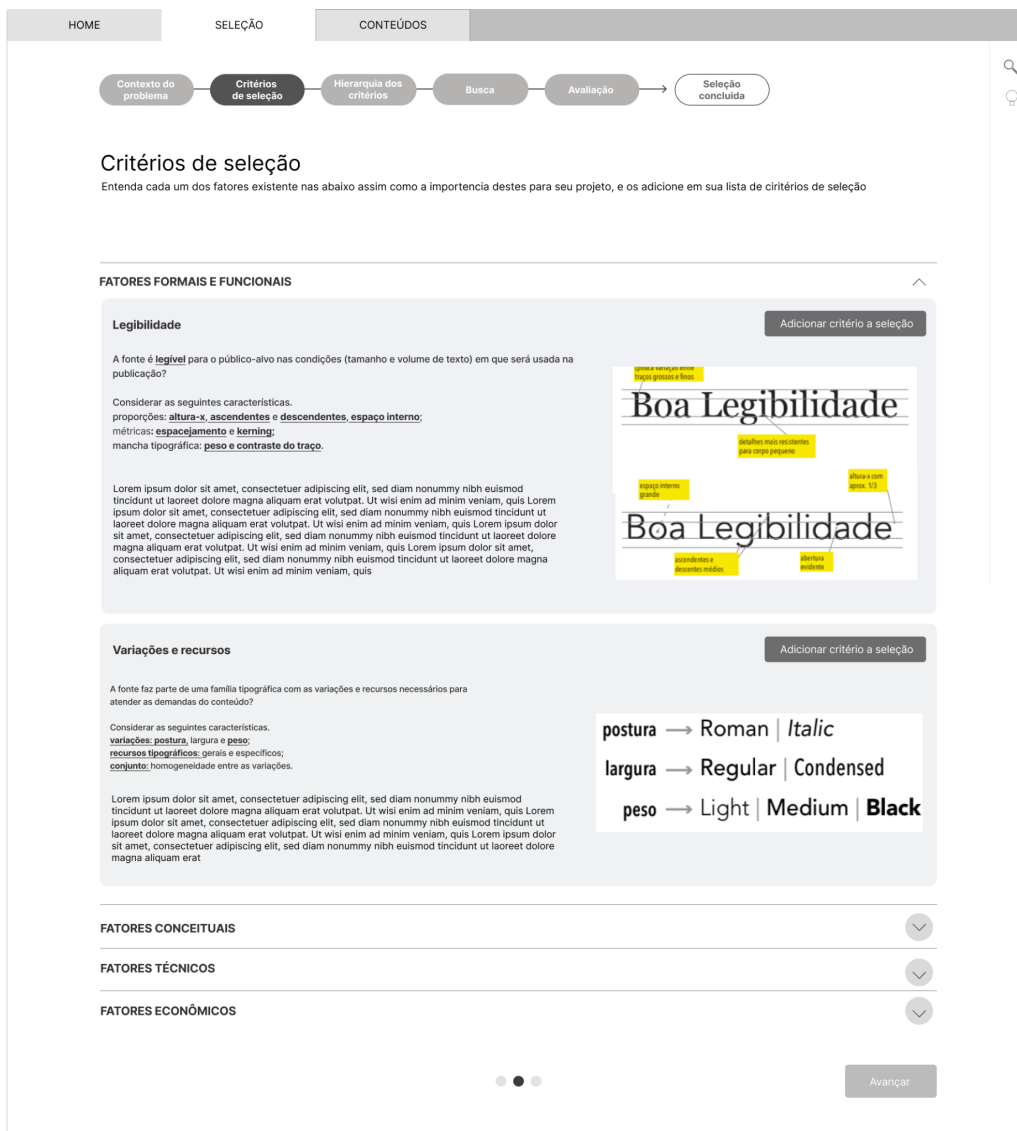 HOME
SELEÇÃO
CONTEÚDOS
Contexto do
problema
Critérios
de seleção
Hierarquia dos
critérios
Busca
Avaliação
Seleção
concluida
Critérios de seleção
Entenda cada um dos fatores existente nas abaixo assim como a importencia destes para seu projeto, e os adicione em sua lista de ciritérios de seleção
FATORES FORMAIS E FUNCIONAIS
Legibilidade
Adicionar critério a seleção
A fonte é legível para o público-alvo nas condições (tamanho e volume de texto) em que será usada na
publicação?
Considerar as seguintes características.
proporções: altura-x, ascendentes e descendentes, espaço interno;
métricas: espacejamento e kerning;
mancha tipográfica: peso e contraste do traço.
Lorem ipsum dolor sit amet, consectetuer adipiscing elit, sed diam nonummy nibh euismod
tincidunt ut laoreet dolore magna aliquam erat volutpat. Ut wisi enim ad minim veniam, quis Lorem
ipsum dolor sit amet, consectetuer adipiscing elit, sed diam nonummy nibh euismod tincidunt ut
laoreet dolore magna aliquam erat volutpat. Ut wisi enim ad minim veniam, quis Lorem ipsum dolor
sit amet, consectetuer adipiscing elit, sed diam nonummy nibh euismod tincidunt ut laoreet dolore
magna aliquam erat volutpat. Ut wisi enim ad minim veniam, quis Lorem ipsum dolor sit amet,
consectetuer adipiscing elit, sed diam nonummy nibh euismod tincidunt ut laoreet dolore magna
aliquam erat volutpat. Ut wisi enim ad minim veniam, quis
(pouca variação entre
traços grossos e finos
Boa Legibilidade
detalhes mais resistentes
para corpo pequeno
espaço interno
grande
altura-x com
aprox. 1/3
Boa Legibilidade
ascendentes e
descentes médios
abertura
evidente
Variações e recursos
Adicionar critério a seleção
A fonte faz parte de uma família tipográfica com as variações e recursos necessários para
atender as demandas do conteúdo?
Considerar as seguintes características.
variações: postura, largura e peso;
recursos tipográficos: gerais e específicos;
conjunto: homogeneidade entre as variações.
Lorem ipsum dolor sit amet, consectetuer adipiscing elit, sed diam nonummy nibh euismod
tincidunt ut laoreet dolore magna aliquam erat volutpat. Ut wisi enim ad minim veniam, quis Lorem
ipsum dolor sit amet, consectetuer adipiscing elit, sed diam nonummy nibh euismod tincidunt ut
laoreet dolore magna aliquam erat volutpat. Ut wisi enim ad minim veniam, quis Lorem ipsum dolor
sit amet, consectetuer adipiscing elit, sed diam nonummy nibh euismod tincidunt ut laoreet dolore
magna aliquam erat
postura → Roman | Italic
largura → Regular | Condensed
peso → Light | Medium | Black
FATORES CONCEITUAIS
FATORES TÉCNICOS
FATORES ECONÔMICOS
Avançar